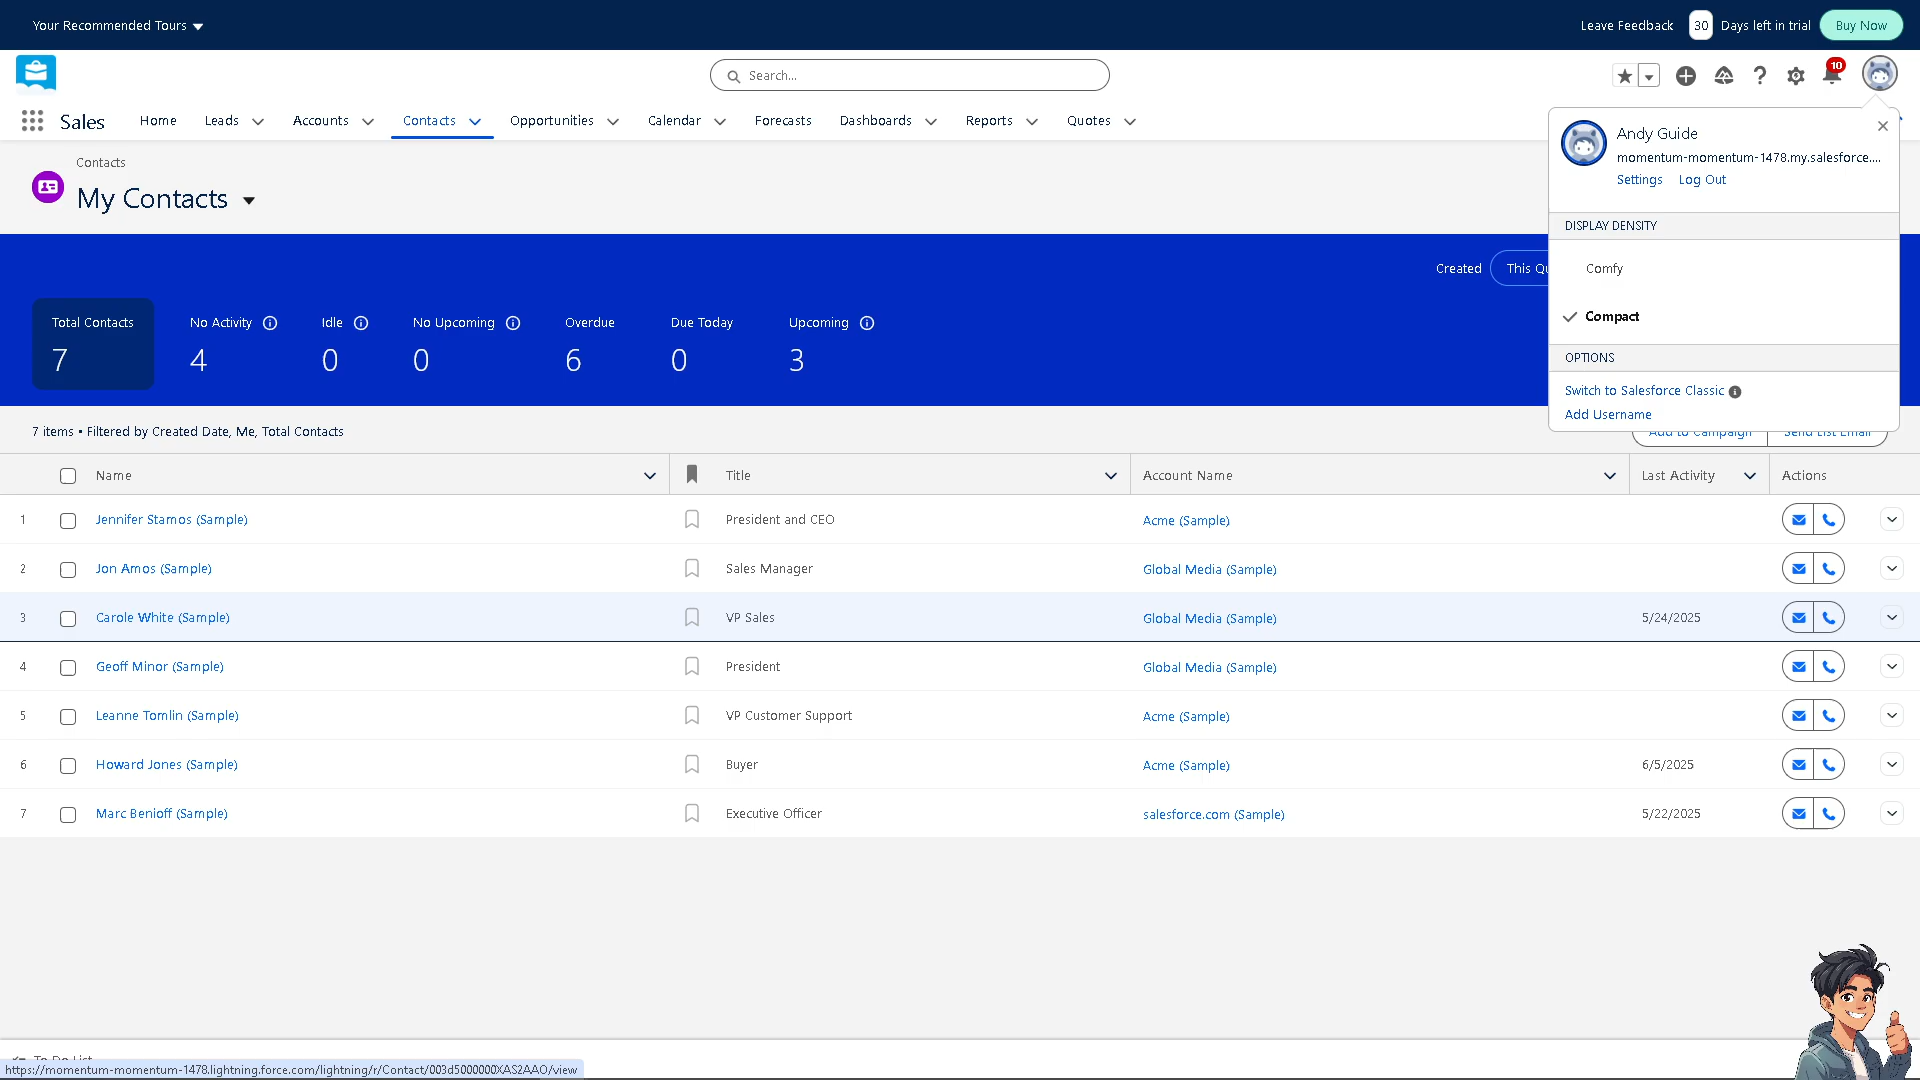 Your Recommended Tours
Leave Feedback 30 Days left in trial Buy Now
Search...
10
Sales Home Leads Accounts Contacts Opportunities Calendar Forecasts Dashboards Reports Quotes
Andy Guide
momentum-momentum-1478.my.salesforce....
Settings Log Out
DISPLAY DENSITY
Comfy
Compact
OPTIONS
Switch to Salesforce Classic
Add Username
Contacts
My Contacts
Created This Qu
Total Contacts No Activity Idle No Upcoming Overdue Due Today Upcoming
7 4 0 0 6 0 3
7 items • Filtered by Created Date, Me, Total Contacts
Add to Campaign Send List Email
Name Title Account Name Last Activity Actions
1 Jennifer Stamos (Sample) President and CEO Acme (Sample)
2 Jon Amos (Sample) Sales Manager Global Media (Sample)
3 Carole White (Sample) VP Sales Global Media (Sample) 5/24/2025
4 Geoff Minor (Sample) President Global Media (Sample)
5 Leanne Tomlin (Sample) VP Customer Support Acme (Sample)
6 Howard Jones (Sample) Buyer Acme (Sample) 6/5/2025
7 Marc Benioff (Sample) Executive Officer salesforce.com (Sample) 5/22/2025
To Do List
https://momentum-momentum-1478.lightning.force.com/lightning/r/Contact/003d5000000XAS2AAO/view